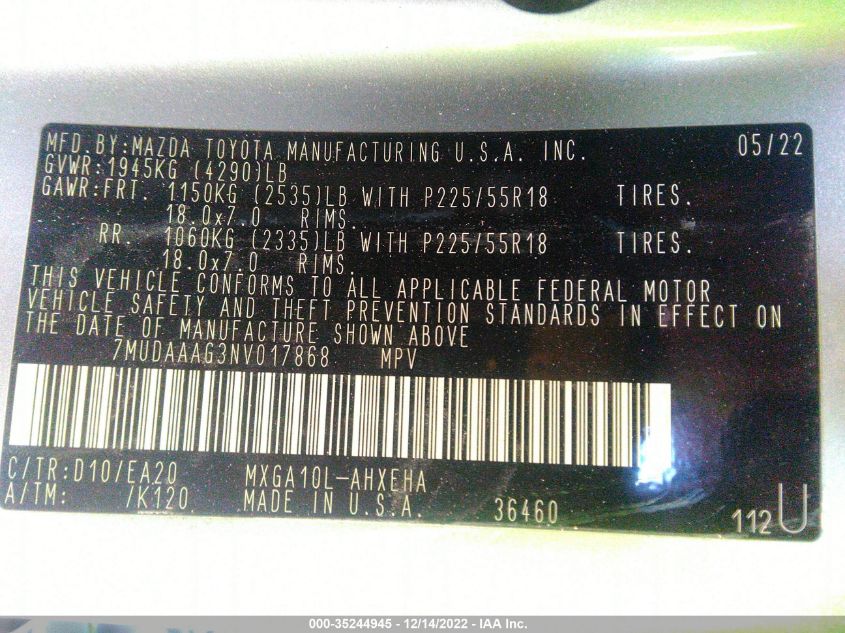 MFD.BY:MAZDA TOYOTA MANUFACTURING U.S.A. INC. 05/22
GVWR:1945KG (4290)LB
GAWR:FRT. 1150KG (2535)LB WITH P225/55R18 TIRES.
18.0x7.0 RIMS.
RR. 1060KG (2335)LB WITH P225/55R18 TIRES.
18.0x7.0 RIMS.
THIS VEHICLE CONFORMS TO ALL APPLICABLE FEDERAL MOTOR
VEHICLE SAFETY AND THEFT PREVENTION STANDARDS IN EFFECT ON
THE DATE OF MANUFACTURE SHOWN ABOVE
7MUDAAAG3NV017868 MPV
C/TR:D10/EA20 MXGA10L-AHXEHA
A/TM: /K120 MADE IN U.S.A. 36460 112U
000-35244945 - 12/14/2022 - IAA Inc.